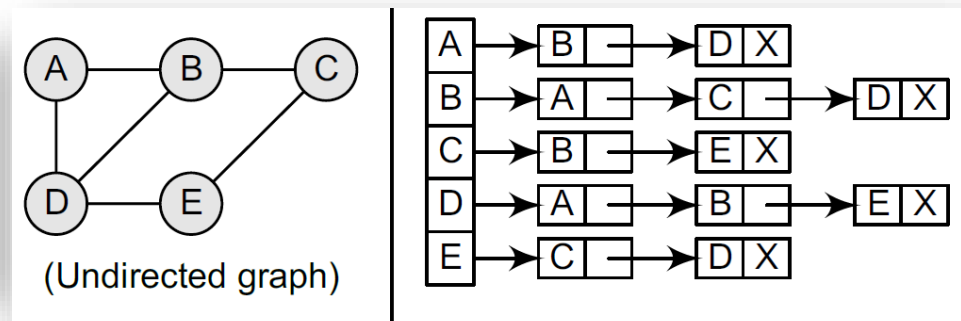 A B C
D E
(Undirected graph)
A B D X
B A C D X
C B E X
D A B E X
E C D X